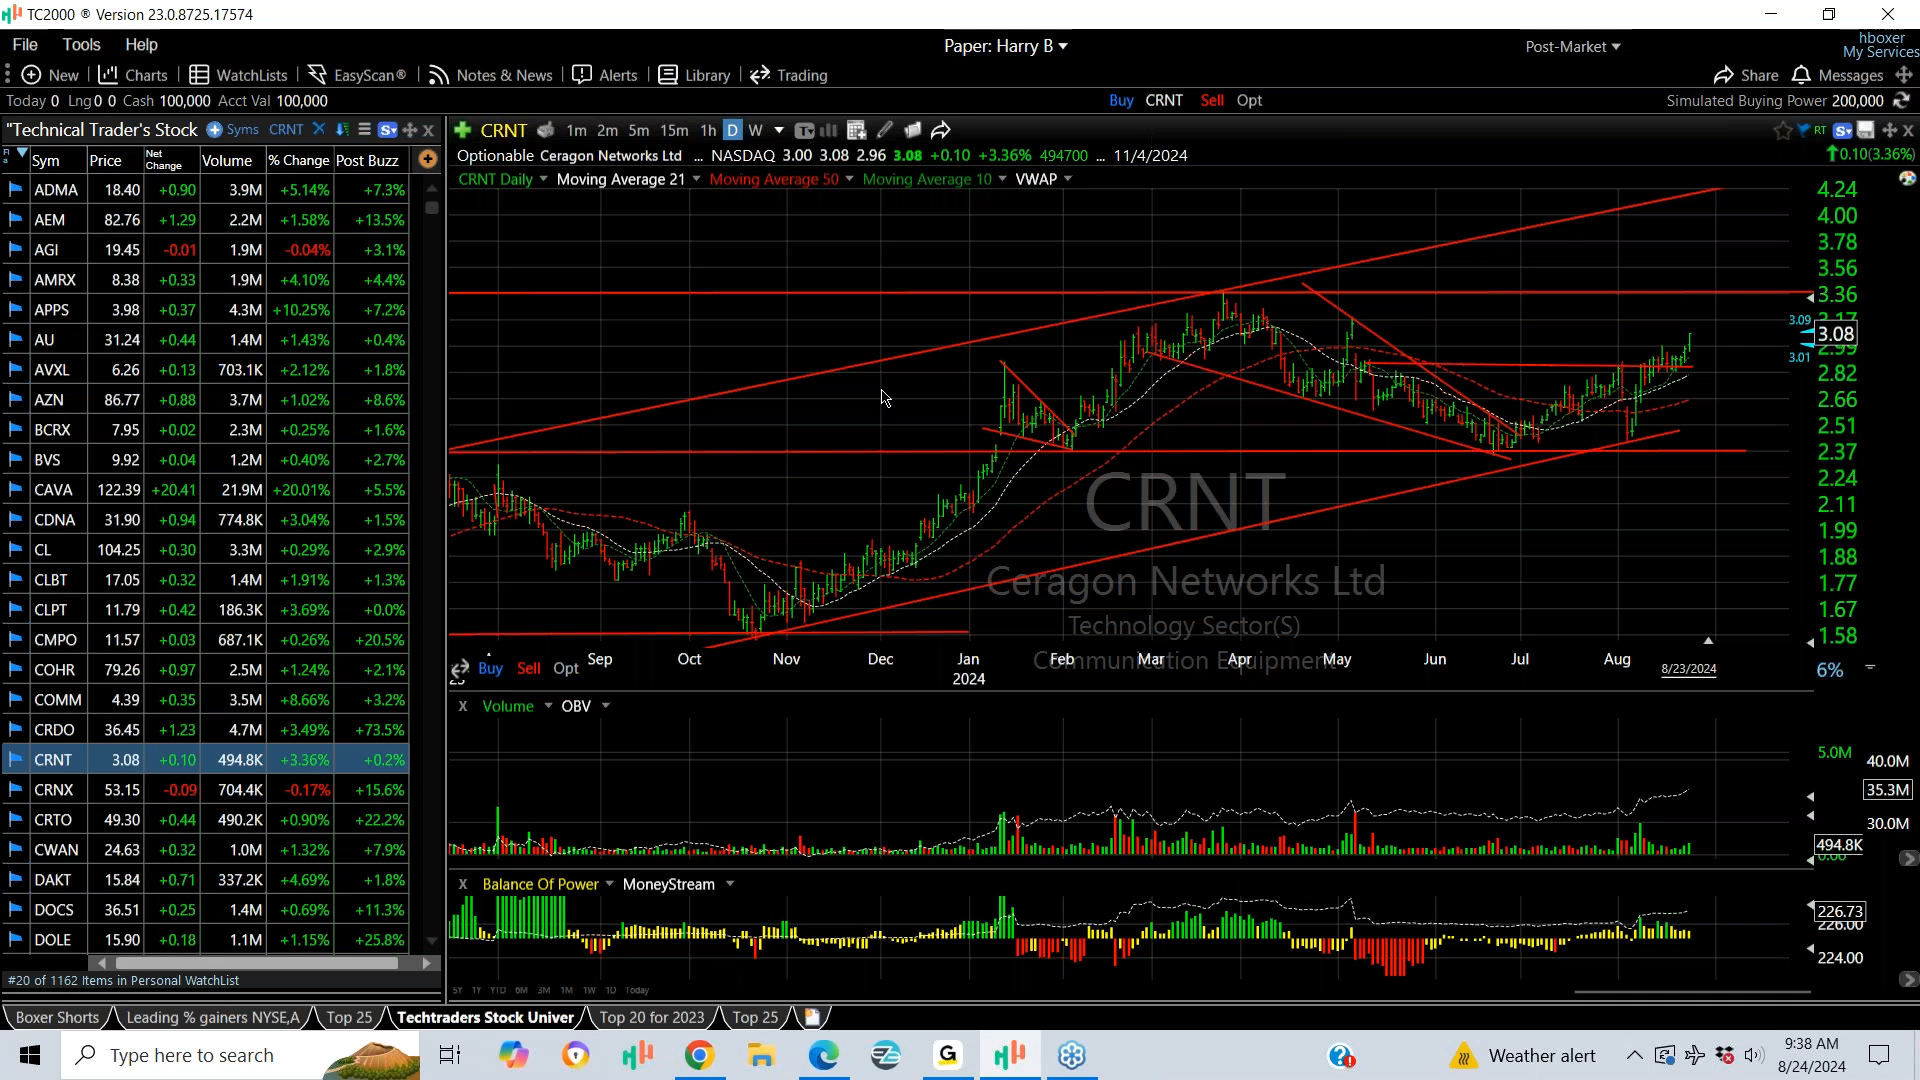 TC2000 ® Version 23.0.8725.17574
File Tools Help
Paper: Harry B
Post-Market
hboxer
My Services
New Charts WatchLists EasyScan® Notes & News Alerts Library Trading
Share Messages
Today 0 Lng 0 0 Cash 100,000 Acct Val 100,000
Buy CRNT Sell Opt
Simulated Buying Power 200,000
"Technical Trader's Stock Syms CRNT
CRNT 1m 2m 5m 15m 1h D W
RT
Optionable Ceragon Networks Ltd ... NASDAQ 3.00 3.08 2.96 3.08 +0.10 +3.36% 494700 ... 11/4/2024
0.10(3.36%)
CRNT Daily Moving Average 21 Moving Average 50 Moving Average 10 VWAP
Sym Price Net Change Volume % Change Post Buzz
ADMA 18.40 +0.90 3.9M +5.14% +7.3%
AEM 82.76 +1.29 2.2M +1.58% +13.5%
AGI 19.45 -0.01 1.9M -0.04% +3.1%
AMRX 8.38 +0.33 1.9M +4.10% +4.4%
APPS 3.98 +0.37 4.3M +10.25% +7.2%
AU 31.24 +0.44 1.4M +1.43% +0.4%
AVXL 6.26 +0.13 703.1K +2.12% +1.8%
AZN 86.77 +0.88 3.7M +1.02% +8.6%
BCRX 7.95 +0.02 2.3M +0.25% +1.6%
BVS 9.92 +0.04 1.2M +0.40% +2.7%
CAVA 122.39 +20.41 21.9M +20.01% +5.5%
CDNA 31.90 +0.94 774.8K +3.04% +1.5%
CL 104.25 +0.30 3.3M +0.29% +2.9%
CLBT 17.05 +0.32 1.4M +1.91% +1.3%
CLPT 11.79 +0.42 186.3K +3.69% +0.0%
CMPO 11.57 +0.03 687.1K +0.26% +20.5%
COHR 79.26 +0.97 2.5M +1.24% +2.1%
COMM 4.39 +0.35 3.5M +8.66% +3.2%
CRDO 36.45 +1.23 4.7M +3.49% +73.5%
CRNT 3.08 +0.10 494.8K +3.36% +0.2%
CRNX 53.15 -0.09 704.4K -0.17% +15.6%
CRTO 49.30 +0.44 490.2K +0.90% +22.2%
CWAN 24.63 +0.32 1.0M +1.32% +7.9%
DAKT 15.84 +0.71 337.2K +4.69% +1.8%
DOCS 36.51 +0.25 1.4M +0.69% +11.3%
DOLE 15.90 +0.18 1.1M +1.15% +25.8%
#20 of 1162 Items in Personal WatchList
4.24
4.00
3.78
3.56
3.36
3.17
3.09
3.08
2.99
3.01
2.82
2.66
2.51
2.37
2.24
2.11
1.99
1.88
1.77
1.67
1.58
6%
CRNT
Ceragon Networks Ltd
Technology Sector(S)
Communication Equipment
Sep Oct Nov Dec Jan Feb Mar Apr May Jun Jul Aug
2024
8/23/2024
Buy Sell Opt
X Volume OBV
5.0M
40.0M
35.3M
30.0M
494.8K
0.00
X Balance Of Power MoneyStream
226.73
226.00
224.00
5Y 1Y YTD 6M 3M 1M 1W 1D Today
Boxer Shorts Leading % gainers NYSE,A Top 25 Techtraders Stock Univer Top 20 for 2023 Top 25
Type here to search
Weather alert
9:38 AM
8/24/2024